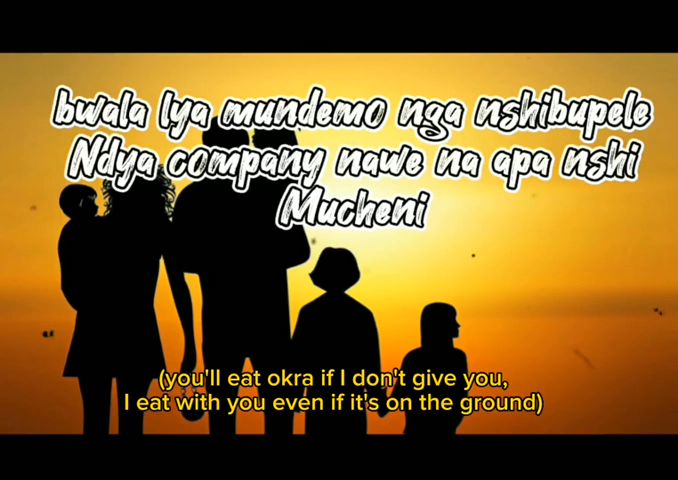 bwala lya mundemo nga nshibupele
Ndya company nawe na apa nshi
Mucheni
(you'll eat okra if I don't give you,
I eat with you even if it's on the ground)